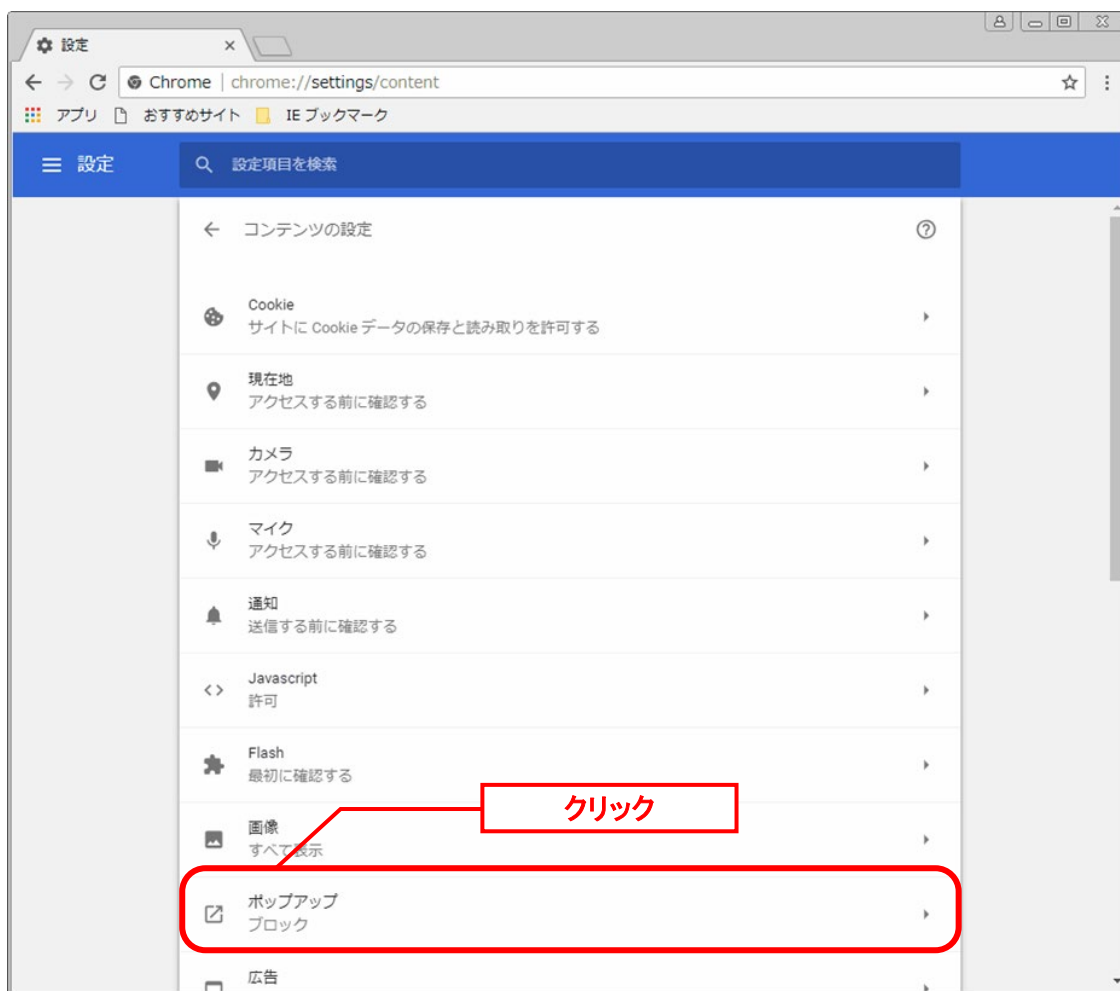 設定
Chrome | chrome://settings/content
アプリ おすすめサイト IE ブックマーク
設定 設定項目を検索
コンテンツの設定
Cookie
サイトに Cookie データの保存と読み取りを許可する
現在地
アクセスする前に確認する
カメラ
アクセスする前に確認する
マイク
アクセスする前に確認する
通知
送信する前に確認する
Javascript
許可
Flash
最初に確認する
クリック
画像
すべて表示
ポップアップ
ブロック
広告